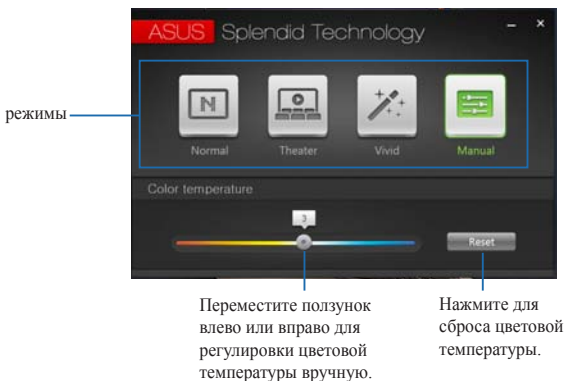 ASUS Splendid Technology
режимы
Normal Theater Vivid Manual
Color temperature
3
Reset
Переместите ползунок
влево или вправо для
регулировки цветовой
температуры вручную.
Нажмите для
сброса цветовой
температуры.